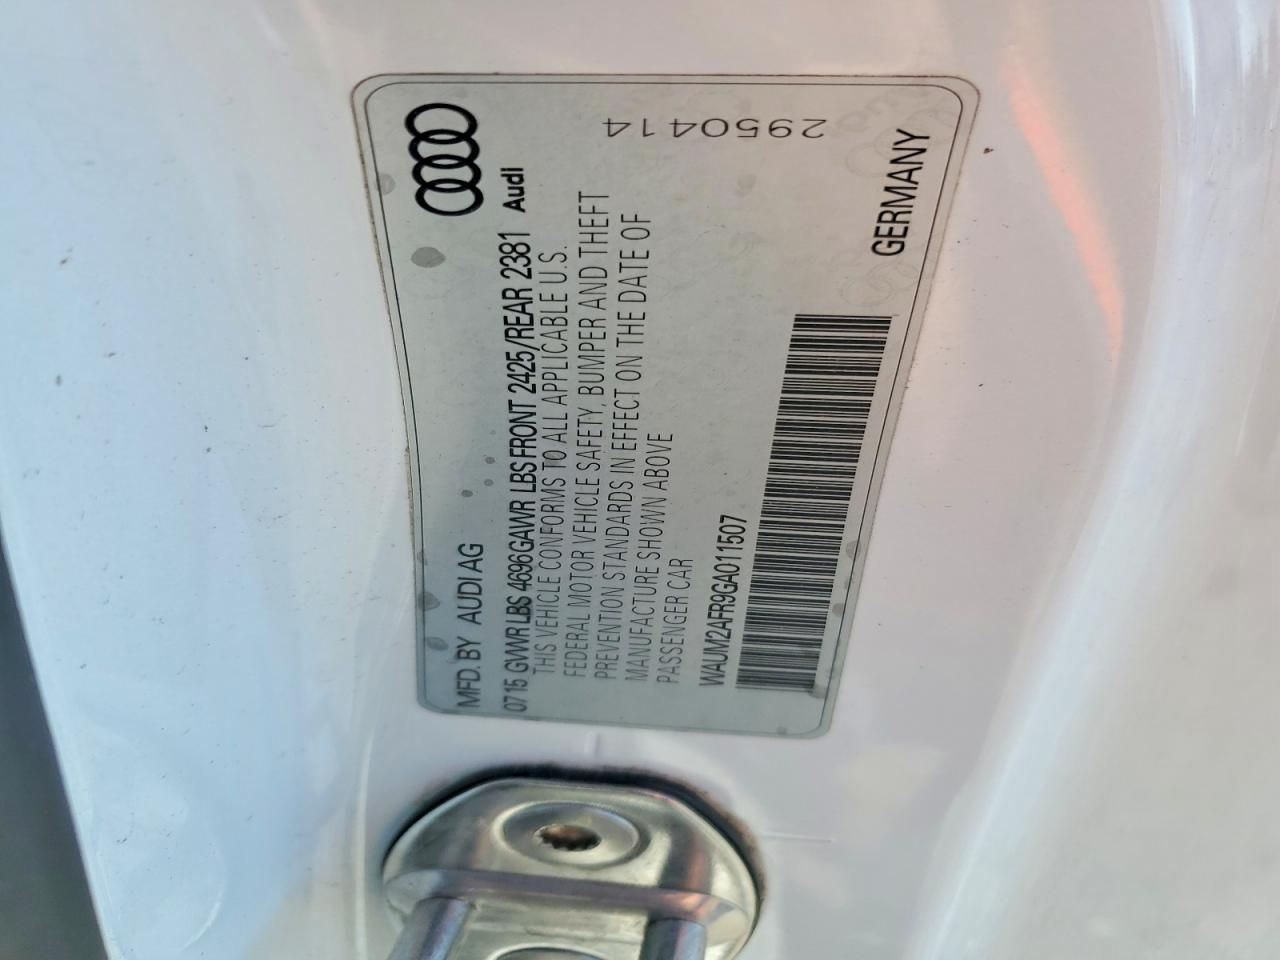 MFD. BY AUDI AG
0715 GVWR LBS 4696 GAWR LBS FRONT 2425/REAR 2381
THIS VEHICLE CONFORMS TO ALL APPLICABLE U.S.
FEDERAL MOTOR VEHICLE SAFETY, BUMPER AND THEFT
PREVENTION STANDARDS IN EFFECT ON THE DATE OF
MANUFACTURE SHOWN ABOVE
PASSENGER CAR
WAUM2AFR9GA011507
Audi
GERMANY
2950414